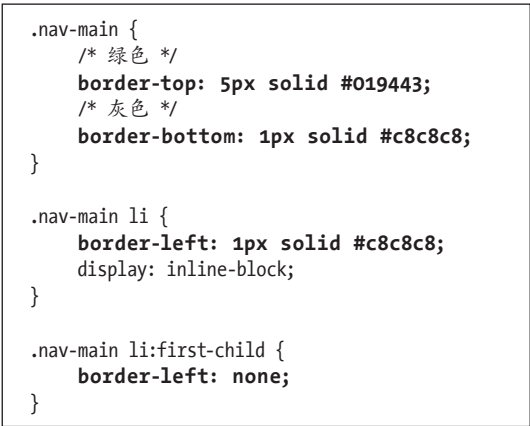 .nav-main {
/* 绿色 */
border-top: 5px solid #019443;
/* 灰色 */
border-bottom: 1px solid #c8c8c8;
}
.nav-main li {
border-left: 1px solid #c8c8c8;
display: inline-block;
}
.nav-main li:first-child {
border-left: none;
}